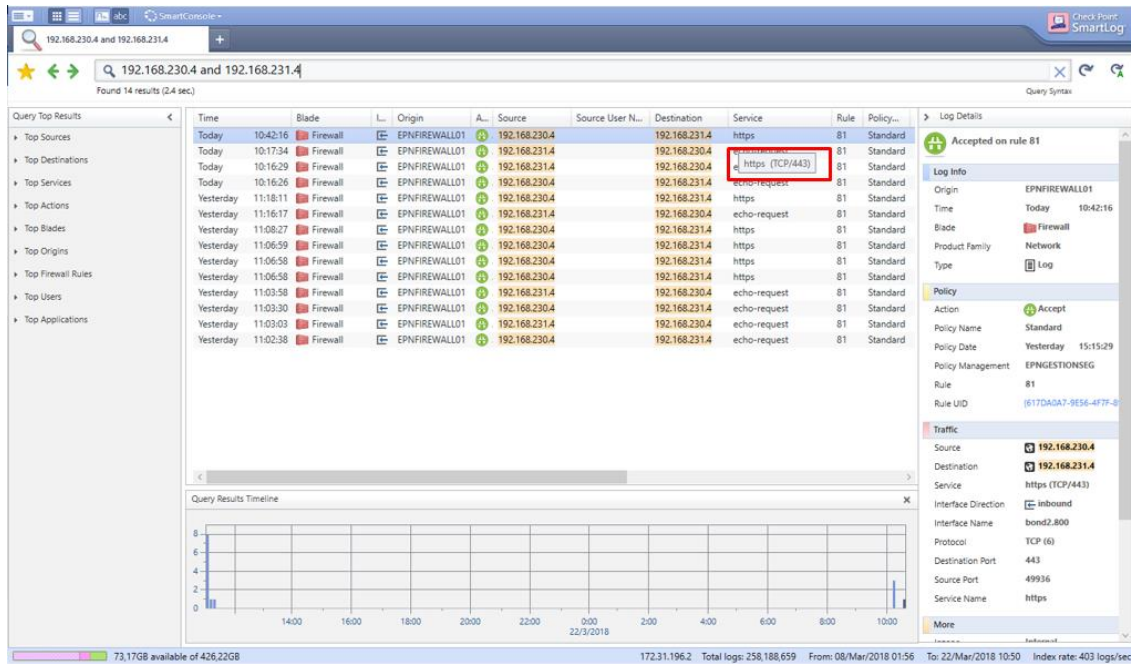 abc SmartConsole
Check Point
SmartLog
192.168.230.4 and 192.168.231.4
192.168.230.4 and 192.168.231.4
Found 14 results (2.4 sec.)
Query Syntax
Query Top Results
Top Sources
Top Destinations
Top Services
Top Actions
Top Blades
Top Origins
Top Firewall Rules
Top Users
Top Applications
Time Blade I... Origin A... Source Source User N... Destination Service Rule Policy...
Today 10:42:16 Firewall EPNFIREWALL01 192.168.230.4 192.168.231.4 https 81 Standard
Today 10:17:34 Firewall EPNFIREWALL01 192.168.230.4 192.168.231.4 81 Standard
Today 10:16:29 Firewall EPNFIREWALL01 192.168.231.4 192.168.230.4 81 Standard
https (TCP/443)
Today 10:16:26 Firewall EPNFIREWALL01 192.168.230.4 192.168.231.4 echo-request 81 Standard
Yesterday 11:18:11 Firewall EPNFIREWALL01 192.168.230.4 192.168.231.4 https 81 Standard
Yesterday 11:16:17 Firewall EPNFIREWALL01 192.168.231.4 192.168.230.4 echo-request 81 Standard
Yesterday 11:08:27 Firewall EPNFIREWALL01 192.168.230.4 192.168.231.4 https 81 Standard
Yesterday 11:06:59 Firewall EPNFIREWALL01 192.168.230.4 192.168.231.4 https 81 Standard
Yesterday 11:06:58 Firewall EPNFIREWALL01 192.168.230.4 192.168.231.4 https 81 Standard
Yesterday 11:06:58 Firewall EPNFIREWALL01 192.168.230.4 192.168.231.4 https 81 Standard
Yesterday 11:03:58 Firewall EPNFIREWALL01 192.168.231.4 192.168.230.4 echo-request 81 Standard
Yesterday 11:03:30 Firewall EPNFIREWALL01 192.168.230.4 192.168.231.4 echo-request 81 Standard
Yesterday 11:03:03 Firewall EPNFIREWALL01 192.168.231.4 192.168.230.4 echo-request 81 Standard
Yesterday 11:02:38 Firewall EPNFIREWALL01 192.168.230.4 192.168.231.4 echo-request 81 Standard
Query Results Timeline
8
6
4
2
0
14:00 16:00 18:00 20:00 22:00 0:00 2:00 4:00 6:00 8:00 10:00
22/3/2018
Log Details
Accepted on rule 81
Log Info
Origin EPNFIREWALL01
Time Today 10:42:16
Blade Firewall
Product Family Network
Type Log
Policy
Action Accept
Policy Name Standard
Policy Date Yesterday 15:15:29
Policy Management EPNGESTIONSEG
Rule 81
Rule UID {617DA0A7-9E56-4F7F-8
Traffic
Source 192.168.230.4
Destination 192.168.231.4
Service https (TCP/443)
Interface Direction inbound
Interface Name bond2.800
Protocol TCP (6)
Destination Port 443
Source Port 49936
Service Name https
More
73,17GB available of 426,22GB
172.31.196.2 Total logs: 258,188,659 From: 08/Mar/2018 01:56 To: 22/Mar/2018 10:50 Index rate: 403 logs/sec